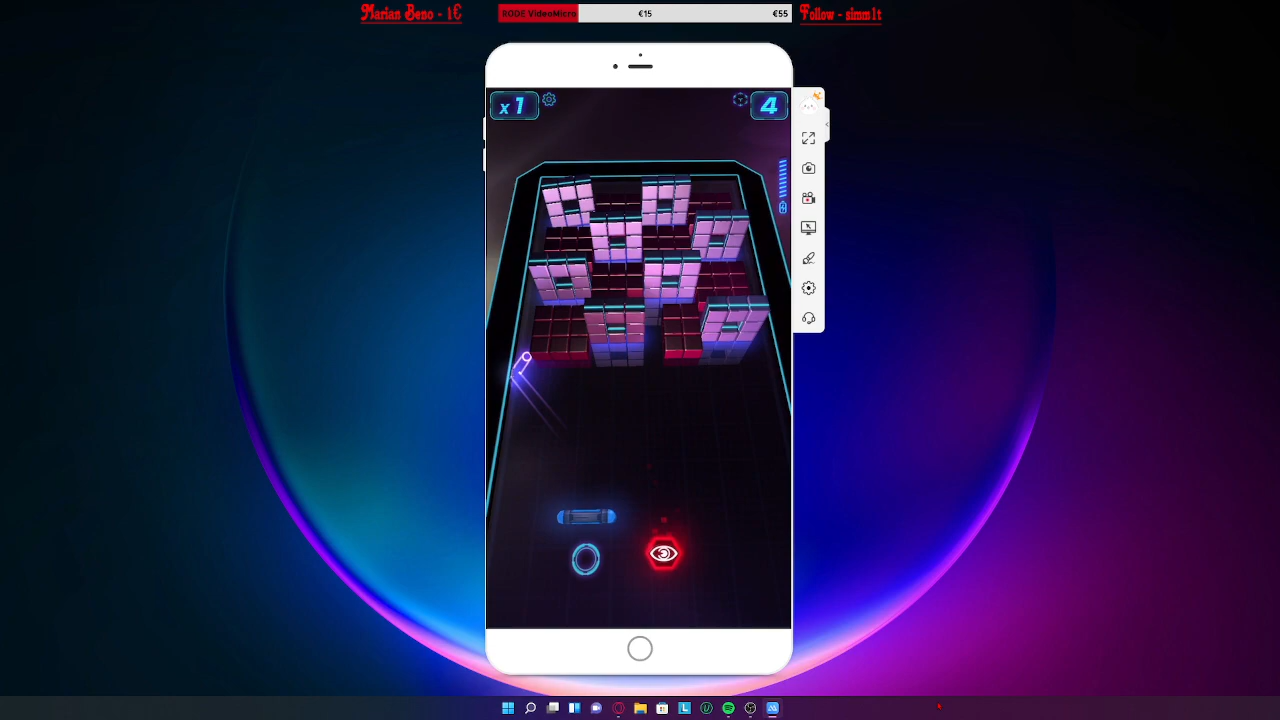 Marian Beno - 1€
RODE VideoMicro
€15
€55
Follow - simm1t
x1
4